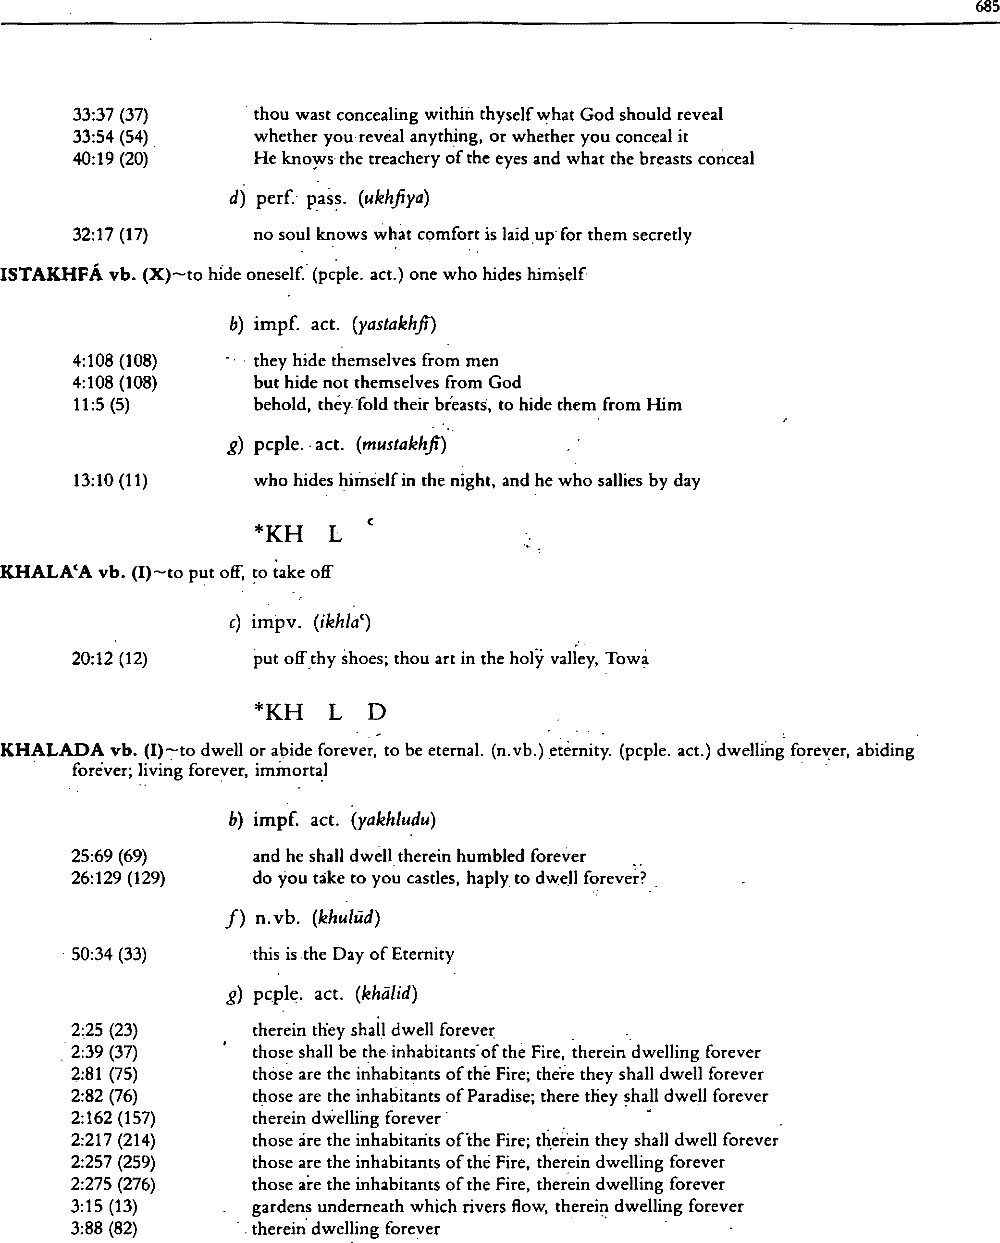 685
33:37 (37) thou wast concealing within thyself what God should reveal
33:54 (54) whether you reveal anything, or whether you conceal it
40:19 (20) He knows the treachery of the eyes and what the breasts conceal
d) perf. pass. (ukhfiya)
32:17 (17) no soul knows what comfort is laid up for them secretly
ISTAKHFÁ vb. (X)~to hide oneself. (pcple. act.) one who hides himself
b) impf. act. (yastakhfī)
4:108 (108) they hide themselves from men
4:108 (108) but hide not themselves from God
11:5 (5) behold, they fold their breasts, to hide them from Him
g) pcple. act. (mustakhfī)
13:10 (11) who hides himself in the night, and he who sallies by day
*KH L ʿ
KHALAʿA vb. (I)~to put off, to take off
c) impv. (ikhlaʿ)
20:12 (12) put off thy shoes; thou art in the holy valley, Towa
*KH L D
KHALADA vb. (I)~to dwell or abide forever, to be eternal. (n.vb.) eternity. (pcple. act.) dwelling forever, abiding
forever; living forever, immortal
b) impf. act. (yakhludu)
25:69 (69) and he shall dwell therein humbled forever
26:129 (129) do you take to you castles, haply to dwell forever?
f) n.vb. (khulūd)
50:34 (33) this is the Day of Eternity
g) pcple. act. (khālid)
2:25 (23) therein they shall dwell forever
2:39 (37) those shall be the inhabitants of the Fire, therein dwelling forever
2:81 (75) those are the inhabitants of the Fire; there they shall dwell forever
2:82 (76) those are the inhabitants of Paradise; there they shall dwell forever
2:162 (157) therein dwelling forever
2:217 (214) those are the inhabitants of the Fire; therein they shall dwell forever
2:257 (259) those are the inhabitants of the Fire, therein dwelling forever
2:275 (276) those are the inhabitants of the Fire, therein dwelling forever
3:15 (13) gardens underneath which rivers flow, therein dwelling forever
3:88 (82) therein dwelling forever